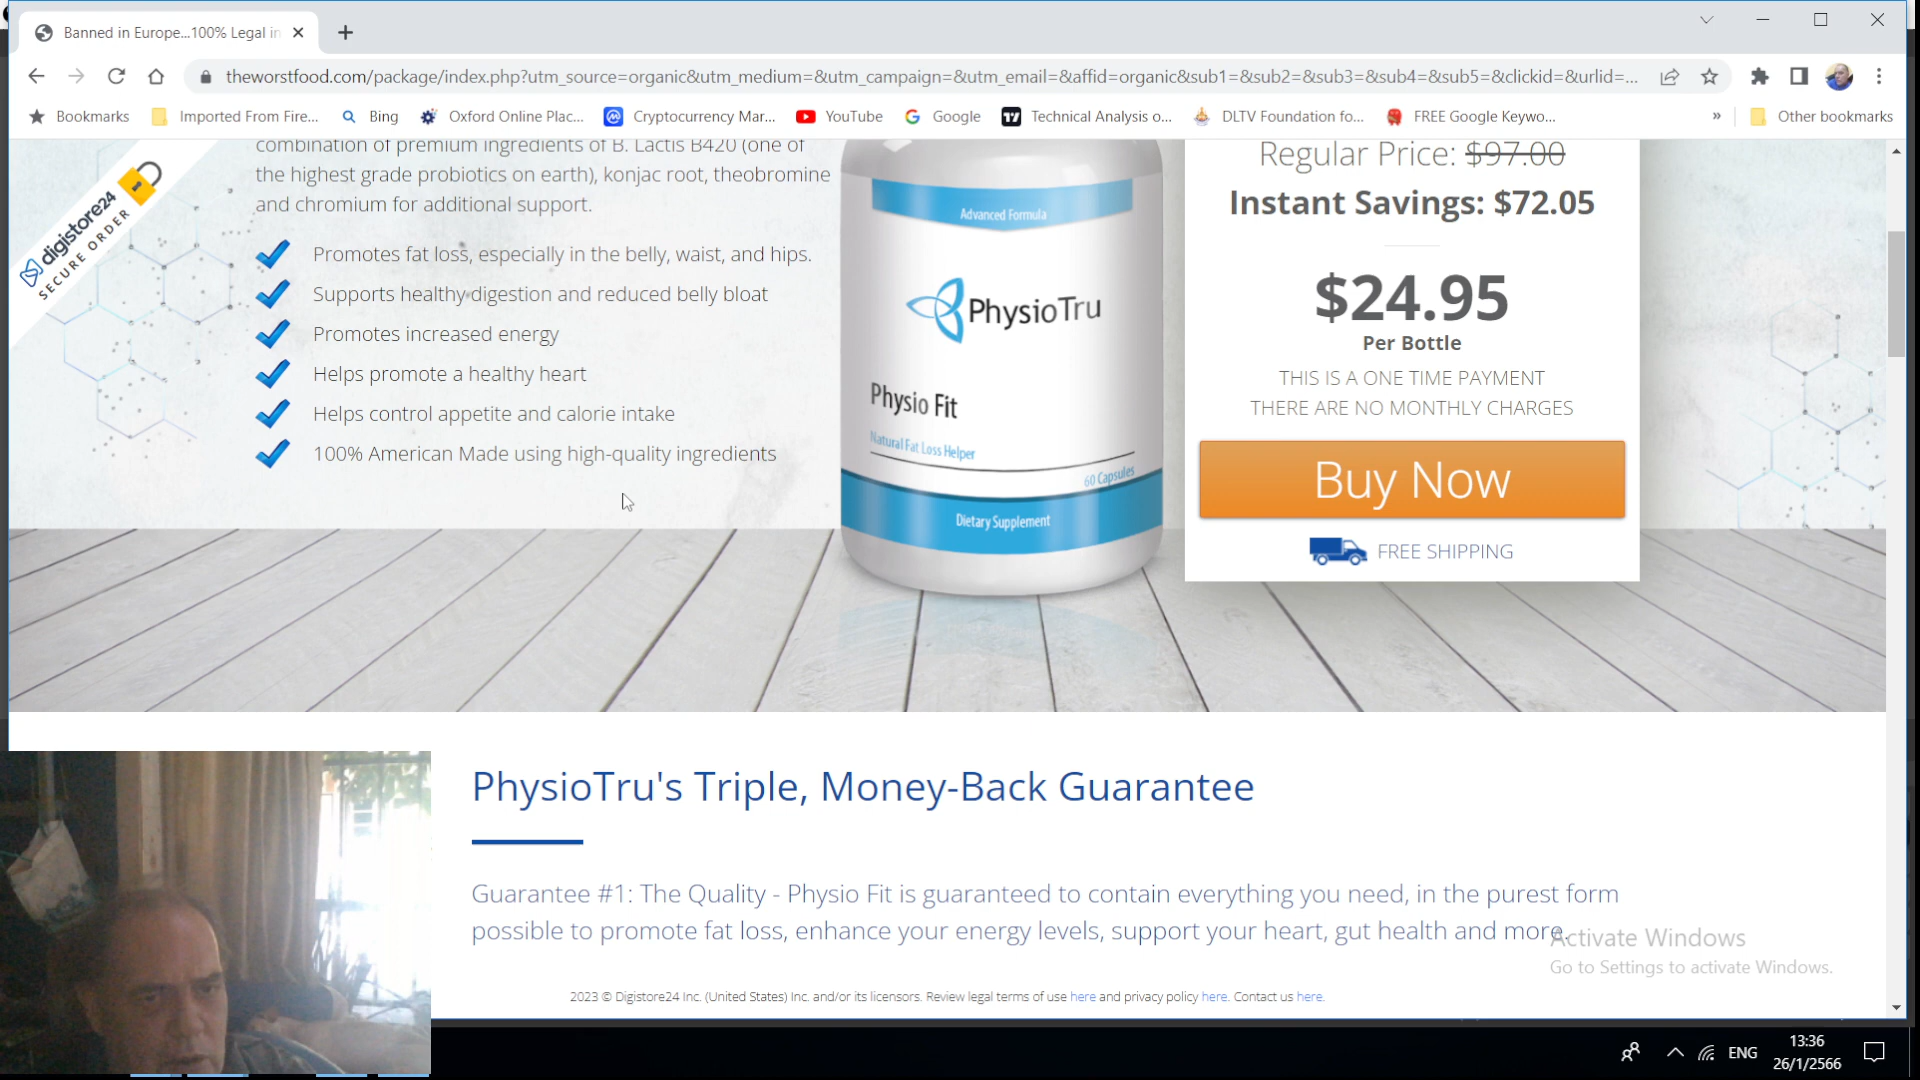 Banned in Europe...100% Legal in
theworstfood.com/package/index.php?utm_source=organic&utm_medium=&utm_campaign=&utm_email=&affid=organic&sub1=&sub2=&sub3=&sub4=&sub5=&clickid=&urlid=...
Bookmarks
Imported From Fire...
Bing
Oxford Online Plac...
Cryptocurrency Mar...
YouTube
Google
Technical Analysis o...
DLTV Foundation fo...
FREE Google Keywo...
»
Other bookmarks
digistore24
SECURE ORDER
combination of premium ingredients of B. Lactis B420 (one of
the highest grade probiotics on earth), konjac root, theobromine
and chromium for additional support.
Promotes fat loss, especially in the belly, waist, and hips.
Supports healthy digestion and reduced belly bloat
Promotes increased energy
Helps promote a healthy heart
Helps control appetite and calorie intake
100% American Made using high-quality ingredients
Advanced Formula
PhysioTru
Physio Fit
Natural Fat Loss Helper
60 Capsules
Dietary Supplement
Regular Price: $97.00
Instant Savings: $72.05
$24.95
Per Bottle
THIS IS A ONE TIME PAYMENT
THERE ARE NO MONTHLY CHARGES
Buy Now
FREE SHIPPING
PhysioTru's Triple, Money-Back Guarantee
Guarantee #1: The Quality - Physio Fit is guaranteed to contain everything you need, in the purest form
possible to promote fat loss, enhance your energy levels, support your heart, gut health and more.
Activate Windows
Go to Settings to activate Windows.
2023 © Digistore24 Inc. (United States) Inc. and/or its licensors. Review legal terms of use here and privacy policy here. Contact us here.
ENG
13:36
26/1/2566